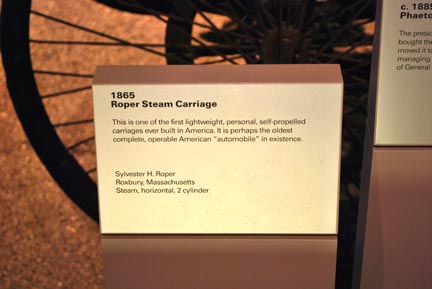 1865
Roper Steam Carriage
This is one of the first lightweight, personal, self-propelled
carriages ever built in America. It is perhaps the oldest
complete, operable American "automobile" in existence.
Sylvester H. Roper
Roxbury, Massachusetts
Steam, horizontal, 2 cylinder
c. 1885
Phaeto
The presid
bought the
moved it to
managing
of General